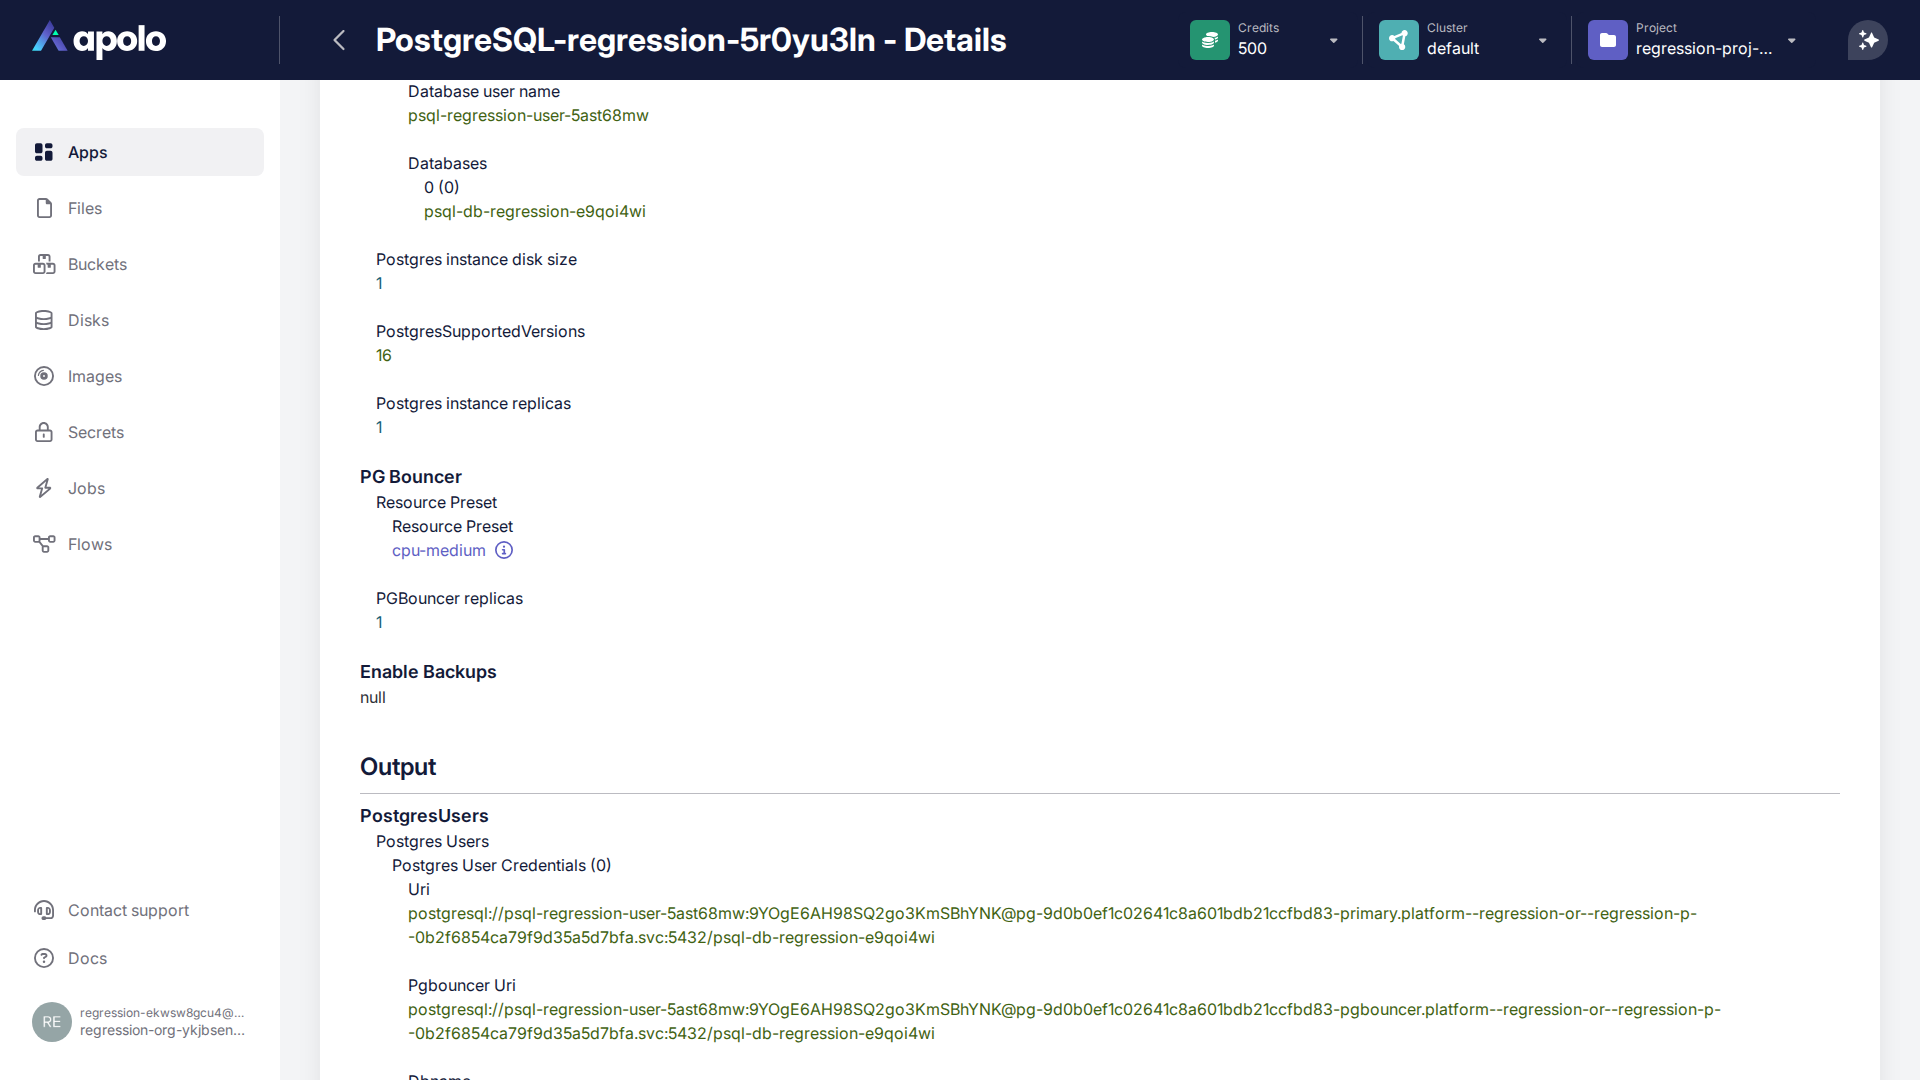 apolo
PostgreSQL-regression-5r0yu3ln - Details
Credits
500
Cluster
default
Project
regression-proj-...
Apps
Files
Buckets
Disks
Images
Secrets
Jobs
Flows
Contact support
Docs
RE
regression-ekwsw8gcu4@...
regression-org-ykjbsen...
Database user name
psql-regression-user-5ast68mw
Databases
0 (0)
psql-db-regression-e9qoi4wi
Postgres instance disk size
1
PostgresSupportedVersions
16
Postgres instance replicas
1
PG Bouncer
Resource Preset
Resource Preset
cpu-medium
PGBouncer replicas
1
Enable Backups
null
Output
PostgresUsers
Postgres Users
Postgres User Credentials (0)
Uri
postgresql://psql-regression-user-5ast68mw:9YOgE6AH98SQ2go3KmSBhYNK@pg-9d0b0ef1c02641c8a601bdb21ccfbd83-primary.platform--regression-or--regression-p-
-0b2f6854ca79f9d35a5d7bfa.svc:5432/psql-db-regression-e9qoi4wi
Pgbouncer Uri
postgresql://psql-regression-user-5ast68mw:9YOgE6AH98SQ2go3KmSBhYNK@pg-9d0b0ef1c02641c8a601bdb21ccfbd83-pgbouncer.platform--regression-or--regression-p-
-0b2f6854ca79f9d35a5d7bfa.svc:5432/psql-db-regression-e9qoi4wi
Dbname